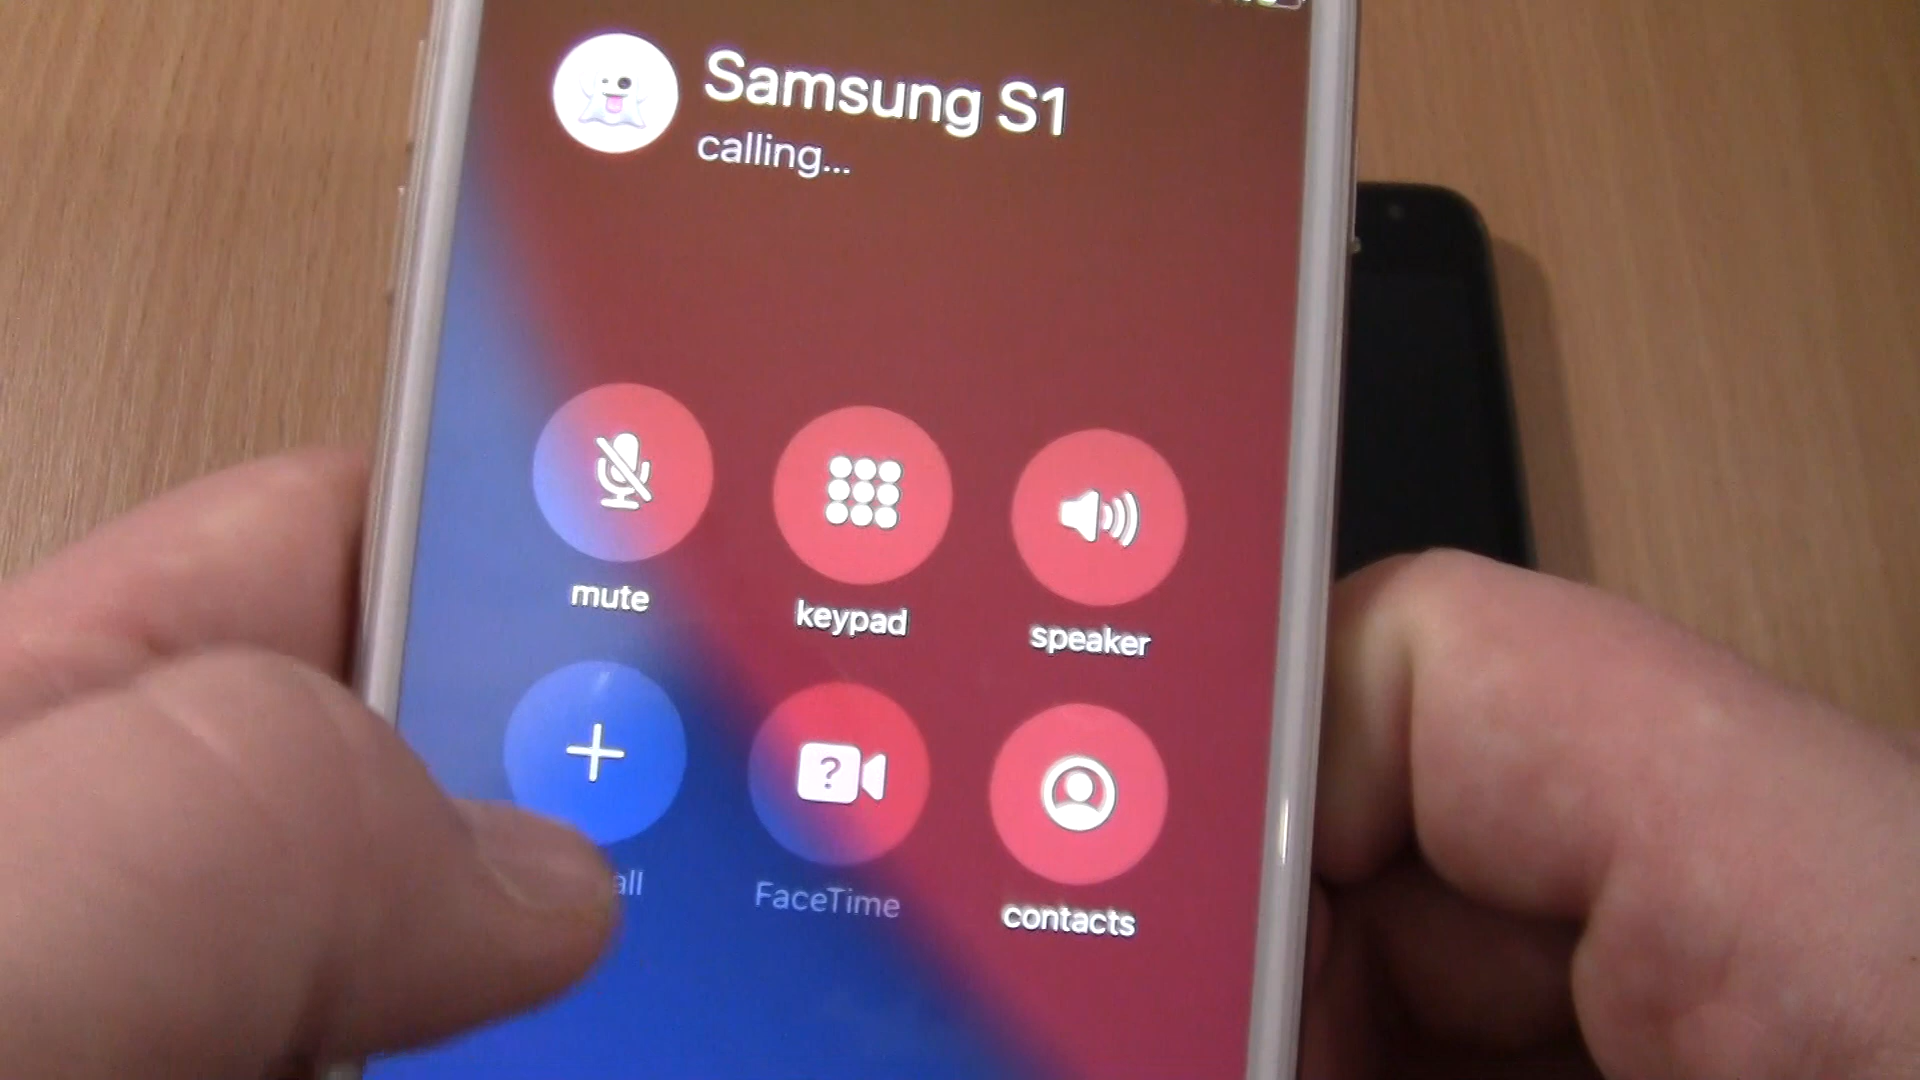 Samsung S1
calling...
mute
keypad
speaker
FaceTime
contacts